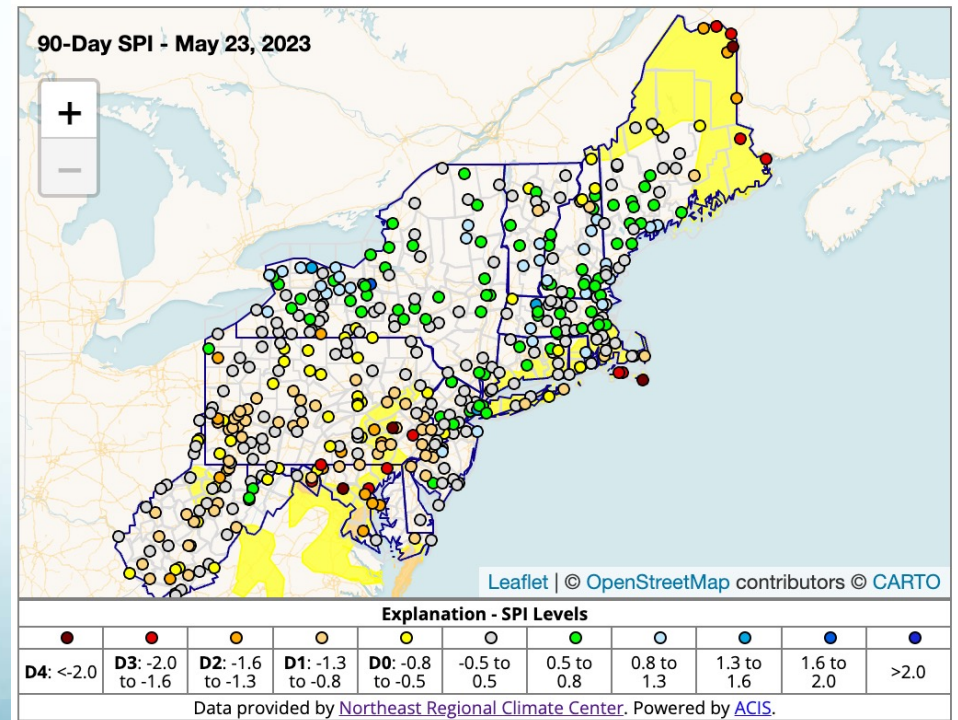 90-Day SPI - May 23, 2023
+
−
Leaflet | © OpenStreetMap contributors © CARTO
Explanation - SPI Levels
D4: <-2.0
D3: -2.0
to -1.6
D2: -1.6
to -1.3
D1: -1.3
to -0.8
D0: -0.8
to -0.5
-0.5 to
0.5
0.5 to
0.8
0.8 to
1.3
1.3 to
1.6
1.6 to
2.0
>2.0
Data provided by Northeast Regional Climate Center. Powered by ACIS.